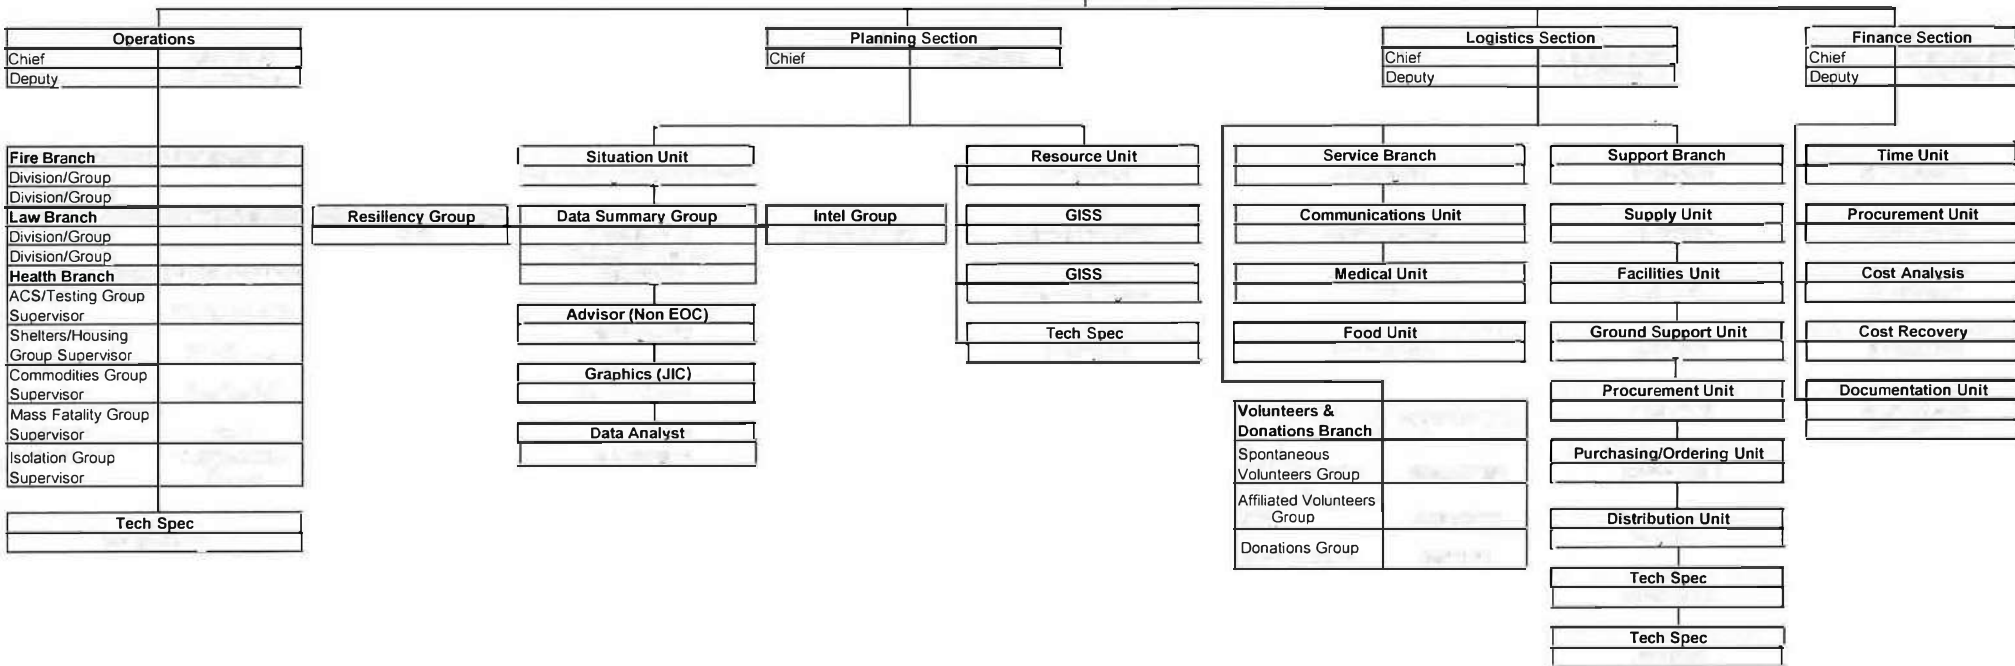 Operations
Chief
Deputy
Planning Section
Chief
Logistics Section
Chief
Deputy
Finance Section
Chief
Deputy
Fire Branch
Division/Group
Division/Group
Law Branch
Division/Group
Division/Group
Health Branch
ACS/Testing Group
Supervisor
Shelters/Housing
Group Supervisor
Commodities Group
Supervisor
Mass Fatality Group
Supervisor
Isolation Group
Supervisor
Tech Spec
Resiliency Group
Situation Unit
Data Summary Group
Advisor (Non EOC)
Graphics (JIC)
Data Analyst
Intel Group
Resource Unit
GISS
GISS
Tech Spec
Service Branch
Communications Unit
Medical Unit
Food Unit
Volunteers &
Donations Branch
Spontaneous
Volunteers Group
Affiliated Volunteers
Group
Donations Group
Support Branch
Supply Unit
Facilities Unit
Ground Support Unit
Procurement Unit
Purchasing/Ordering Unit
Distribution Unit
Tech Spec
Tech Spec
Time Unit
Procurement Unit
Cost Analysis
Cost Recovery
Documentation Unit